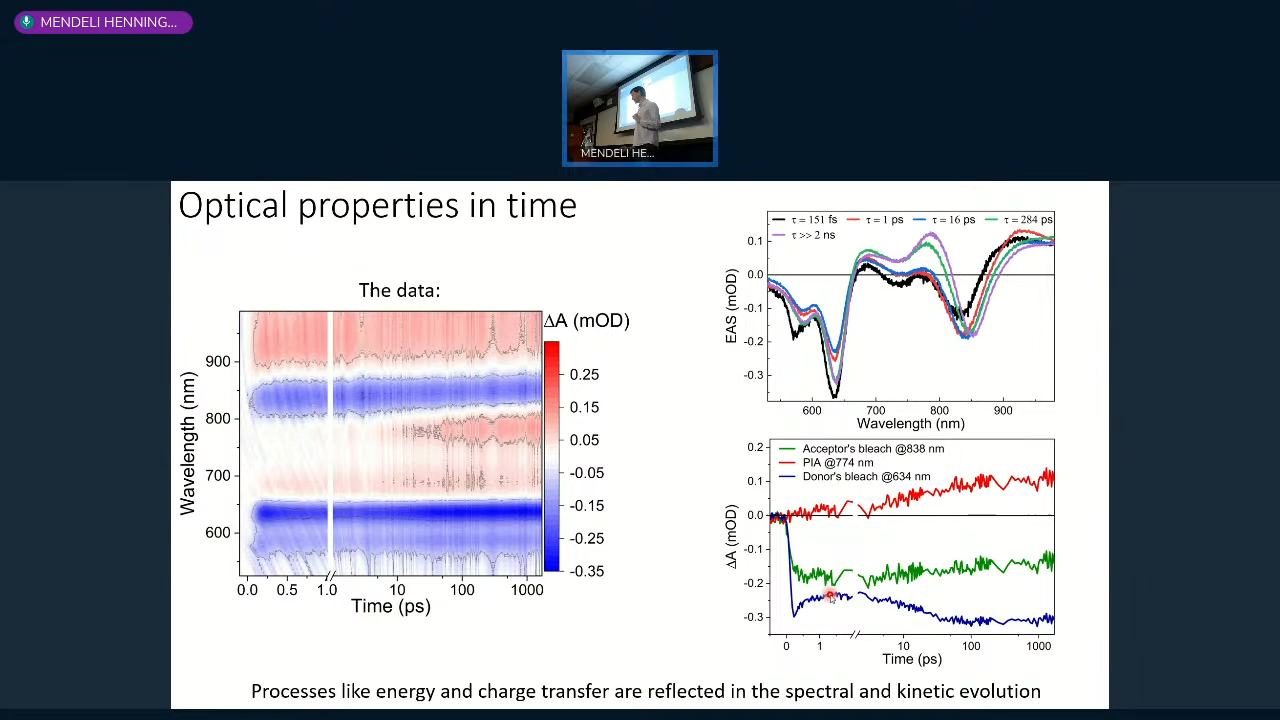 MENDELI HENNING...
MENDELI HE...
Optical properties in time
The data:
ΔA (mOD)
0.25
0.15
0.05
-0.05
-0.15
-0.25
-0.35
Wavelength (nm)
900
800
700
600
0.0 0.5 1.0 10 100 1000
Time (ps)
τ = 151 fs τ = 1 ps τ = 16 ps τ = 284 ps
τ >> 2 ns
EAS (mOD)
0.1
0.0
-0.1
-0.2
-0.3
600 700 800 900
Wavelength (nm)
Acceptor's bleach @838 nm
PIA @774 nm
Donor's bleach @634 nm
ΔA (mOD)
0.2
0.1
0.0
-0.1
-0.2
-0.3
0 1 10 100 1000
Time (ps)
Processes like energy and charge transfer are reflected in the spectral and kinetic evolution